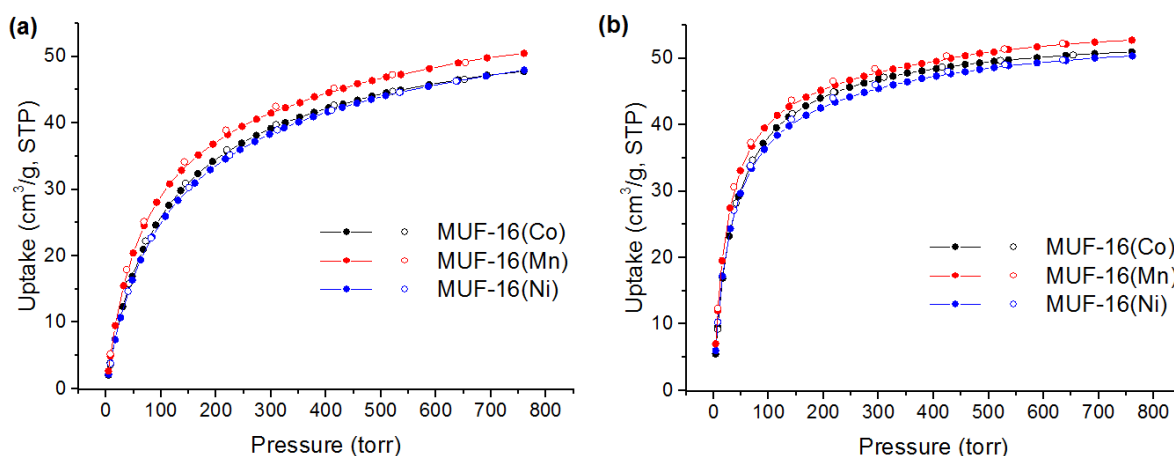 (a)
Uptake (cm³/g, STP)
50
40
30
20
10
0
MUF-16(Co)
MUF-16(Mn)
MUF-16(Ni)
0 100 200 300 400 500 600 700 800
Pressure (torr)
(b)
Uptake (cm³/g, STP)
50
40
30
20
10
0
MUF-16(Co)
MUF-16(Mn)
MUF-16(Ni)
0 100 200 300 400 500 600 700 800
Pressure (torr)